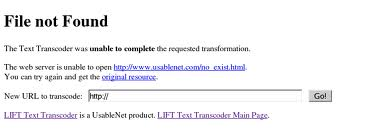 File not Found
The Text Transcoder was unable to complete the requested transformation.
The web server is unable to open http://www.usablenet.com/no_exist.html.
You can try again and get the original resource.
New URL to transcode: http:// Go!
LIFT Text Transcoder is a UsableNet product. LIFT Text Transcoder Main Page.